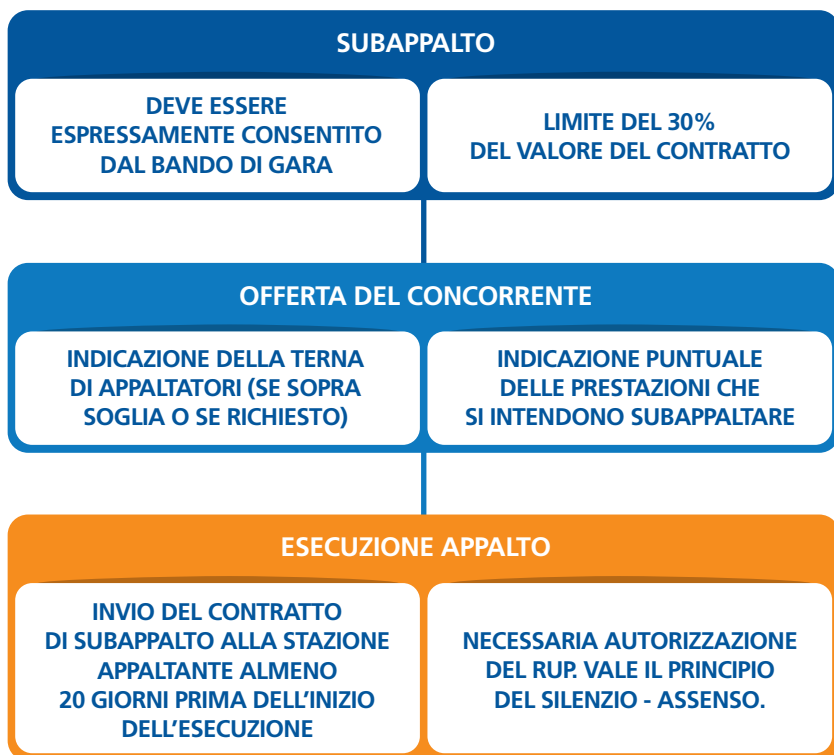 SUBAPPALTO
DEVE ESSERE
ESPRESSAMENTE CONSENTITO
DAL BANDO DI GARA
LIMITE DEL 30%
DEL VALORE DEL CONTRATTO
OFFERTA DEL CONCORRENTE
INDICAZIONE DELLA TERNA
DI APPALTATORI (SE SOPRA
SOGLIA O SE RICHIESTO)
INDICAZIONE PUNTUALE
DELLE PRESTAZIONI CHE
SI INTENDONO SUBAPPALTARE
ESECUZIONE APPALTO
INVIO DEL CONTRATTO
DI SUBAPPALTO ALLA STAZIONE
APPALTANTE ALMENO
20 GIORNI PRIMA DELL’INIZIO
DELL’ESECUZIONE
NECESSARIA AUTORIZZAZIONE
DEL RUP. VALE IL PRINCIPIO
DEL SILENZIO - ASSENSO.